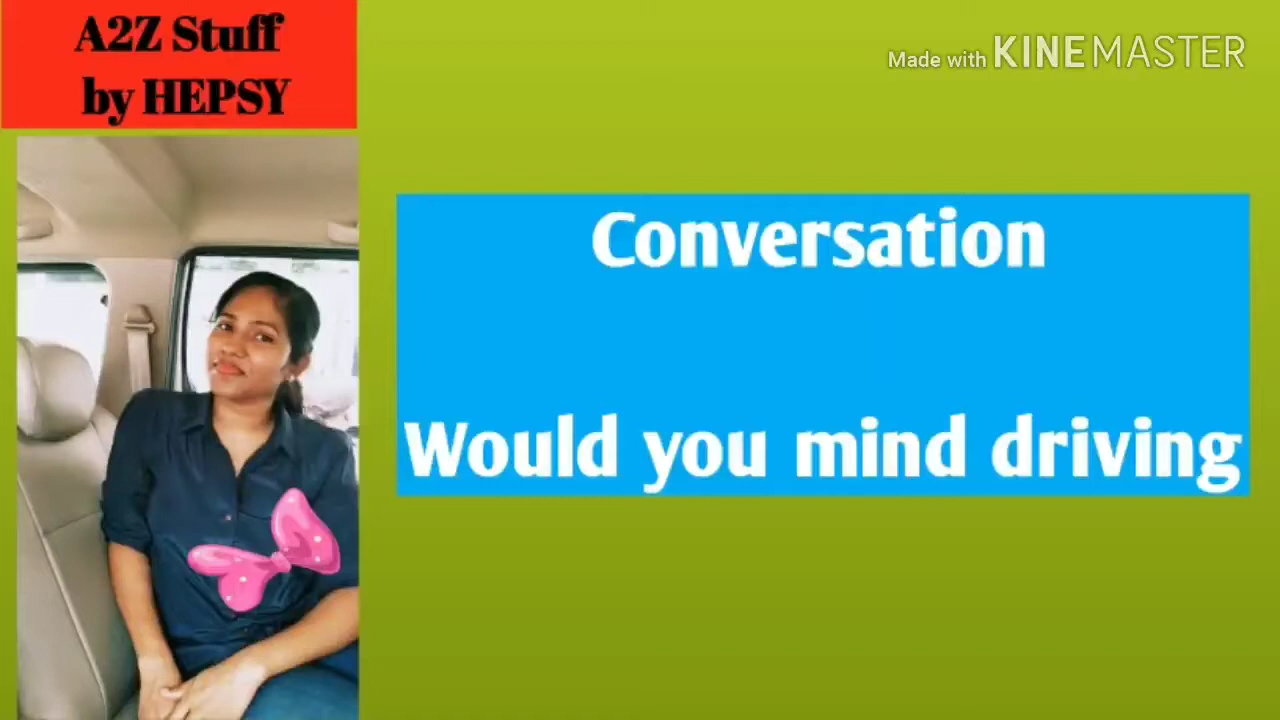 A2Z Stuff
by HEPSY
Made with KINEMASTER
Conversation
Would you mind driving